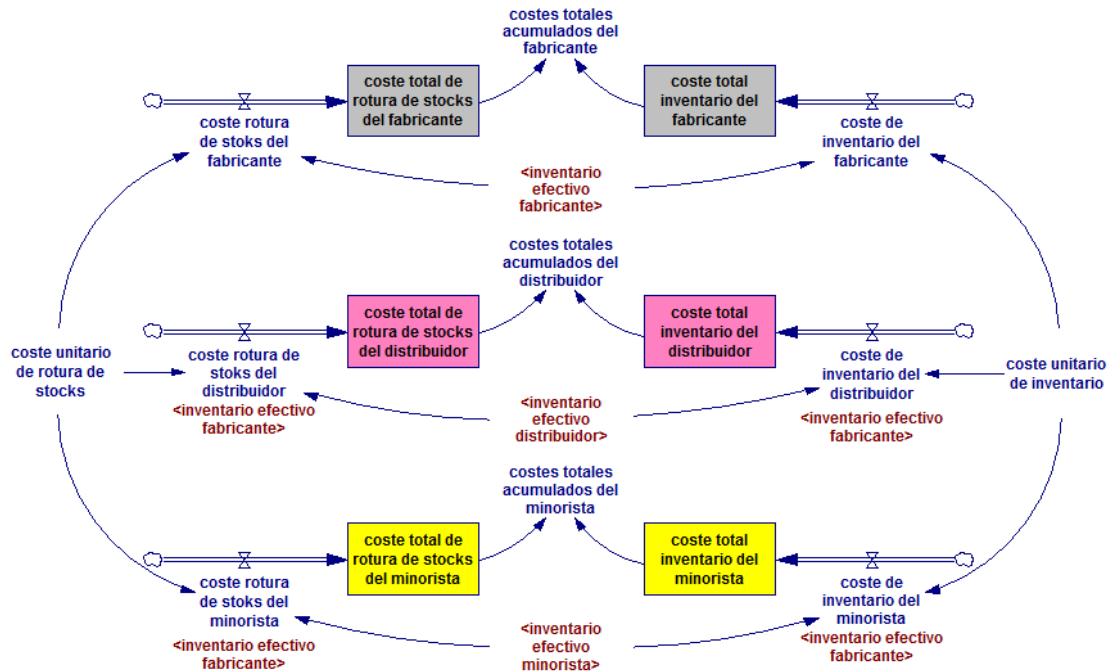 costes totales
acumulados del
fabricante
coste total de
rotura de stocks
del fabricante
coste total
inventario del
fabricante
coste rotura
de stoks del
fabricante
coste de
inventario del
fabricante
<inventario
efectivo
fabricante>
costes totales
acumulados del
distribuidor
coste total de
rotura de stocks
del distribuidor
coste total
inventario del
distribuidor
coste unitario
de rotura de
stocks
coste rotura de
stoks del
distribuidor
<inventario efectivo
fabricante>
coste de
inventario del
distribuidor
<inventario efectivo
fabricante>
coste unitario
de inventario
<inventario
efectivo
distribuidor>
costes totales
acumulados del
minorista
coste total de
rotura de stocks
del minorista
coste total
inventario del
minorista
coste rotura
de stoks del
minorista
<inventario efectivo
fabricante>
coste de
inventario del
minorista
<inventario efectivo
fabricante>
<inventario
efectivo
minorista>